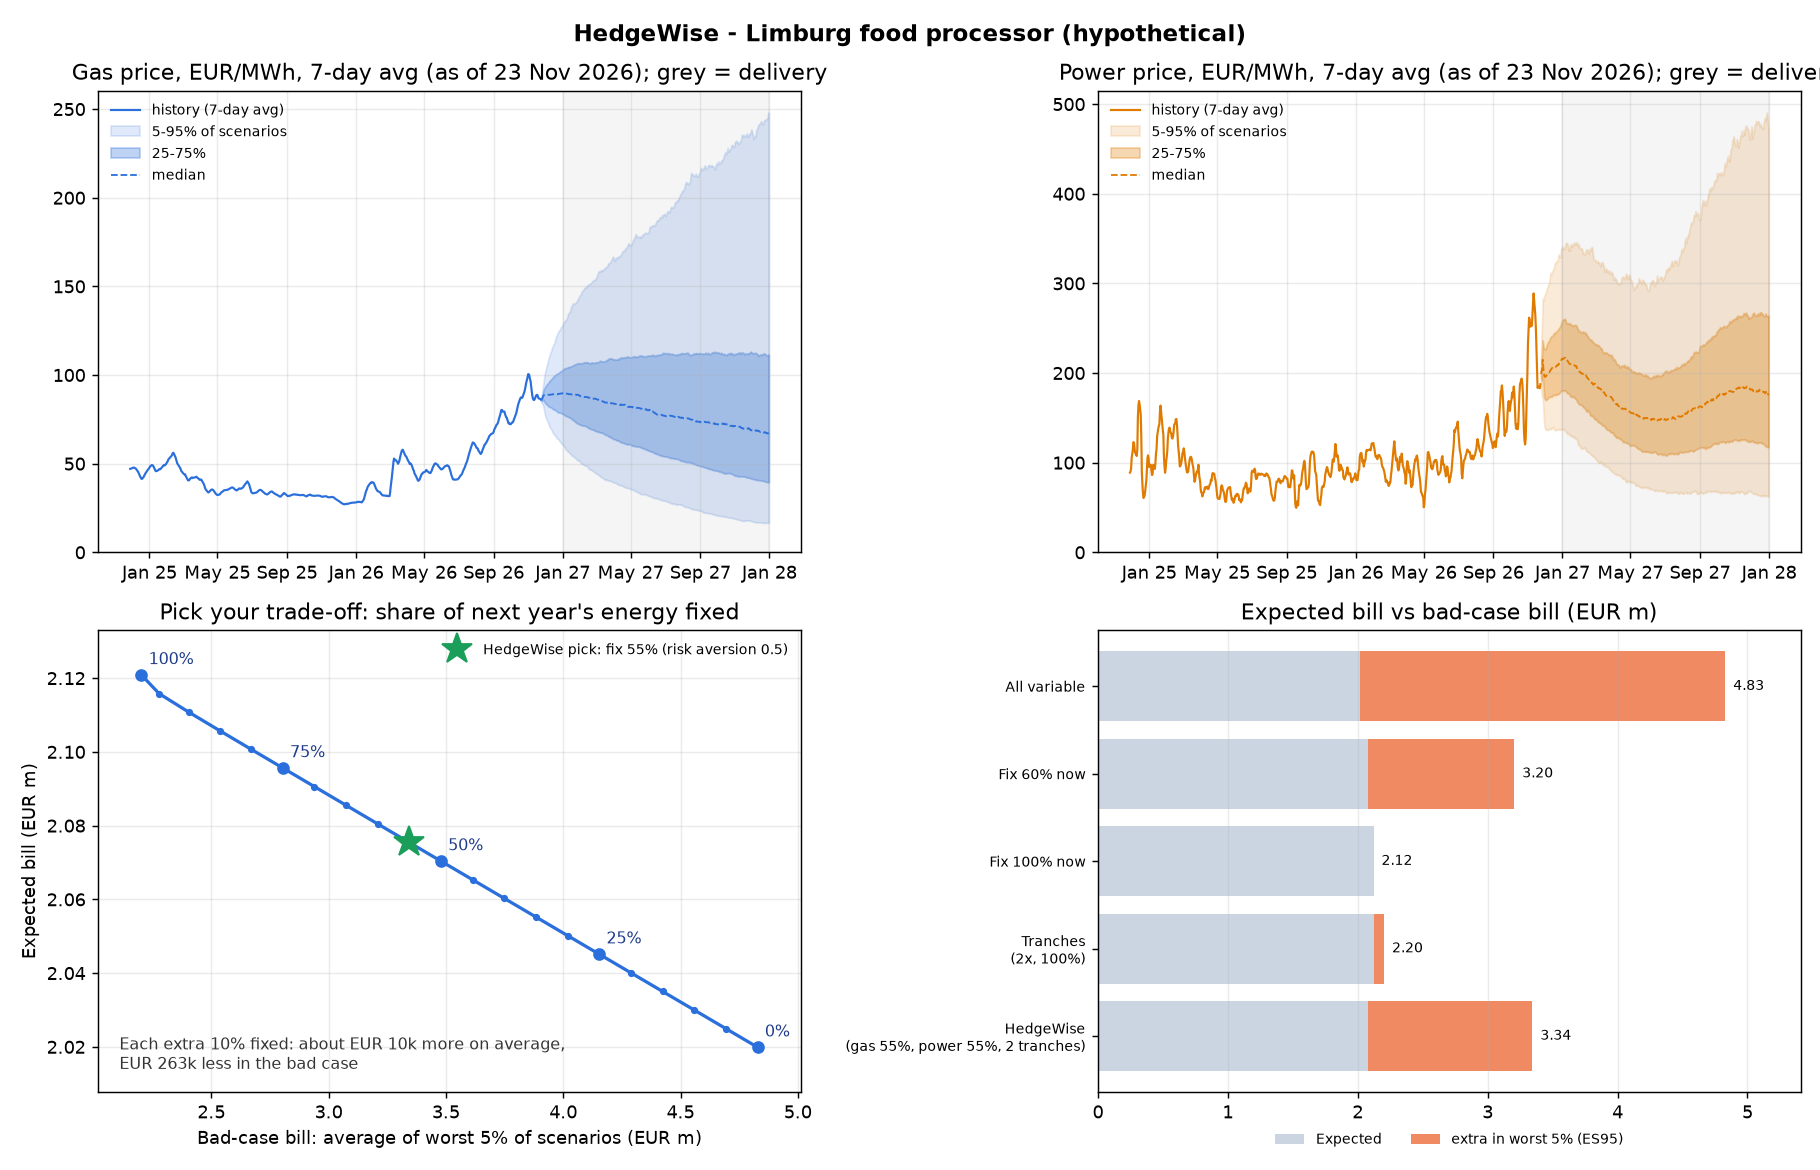 HedgeWise - Limburg food processor (hypothetical)
Gas price, EUR/MWh, 7-day avg (as of 23 Nov 2026); grey = delivery
250
200
150
100
50
0
history (7-day avg)
5-95% of scenarios
25-75%
median
Jan 25 May 25 Sep 25 Jan 26 May 26 Sep 26 Jan 27 May 27 Sep 27 Jan 28
Power price, EUR/MWh, 7-day avg (as of 23 Nov 2026); grey = deliver
500
400
300
200
100
0
history (7-day avg)
5-95% of scenarios
25-75%
median
Jan 25 May 25 Sep 25 Jan 26 May 26 Sep 26 Jan 27 May 27 Sep 27 Jan 28
Pick your trade-off: share of next year's energy fixed
Expected bill (EUR m)
2.12
2.10
2.08
2.06
2.04
2.02
HedgeWise pick: fix 55% (risk aversion 0.5)
100%
75%
50%
25%
0%
Each extra 10% fixed: about EUR 10k more on average,
EUR 263k less in the bad case
2.5 3.0 3.5 4.0 4.5 5.0
Bad-case bill: average of worst 5% of scenarios (EUR m)
Expected bill vs bad-case bill (EUR m)
All variable
4.83
Fix 60% now
3.20
Fix 100% now
2.12
Tranches
(2x, 100%)
2.20
HedgeWise
(gas 55%, power 55%, 2 tranches)
3.34
0 1 2 3 4 5
Expected
extra in worst 5% (ES95)